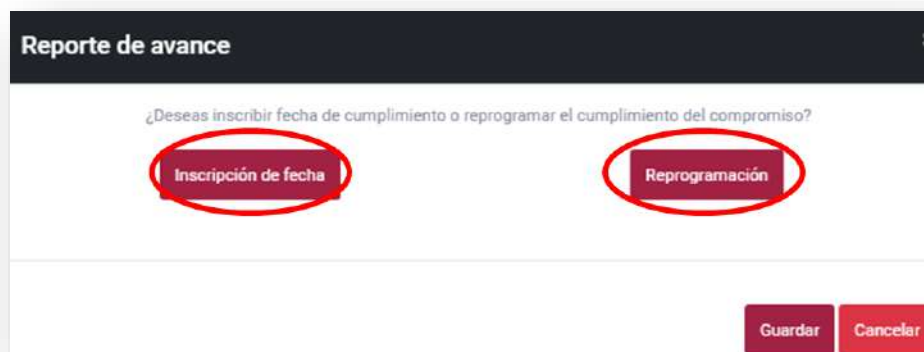 Reporte de avance
¿Deseas inscribir fecha de cumplimiento o reprogramar el cumplimiento del compromiso?
Inscripción de fecha
Reprogramación
Guardar
Cancelar